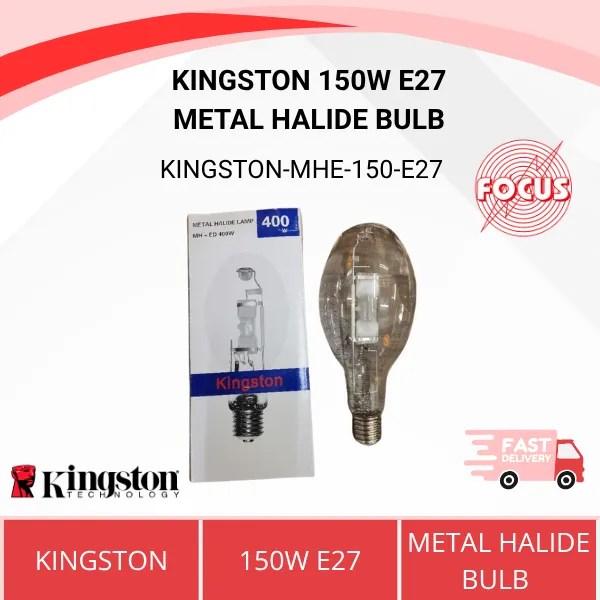 KINGSTON 150W E27
METAL HALIDE BULB
KINGSTON-MHE-150-E27
FOCUS
METAL HALIDE LAMP
400
W
MH - ED 400W
Kingston
FAST
DELIVERY
Kingston
TECHNOLOGY
KINGSTON
150W E27
METAL HALIDE
BULB